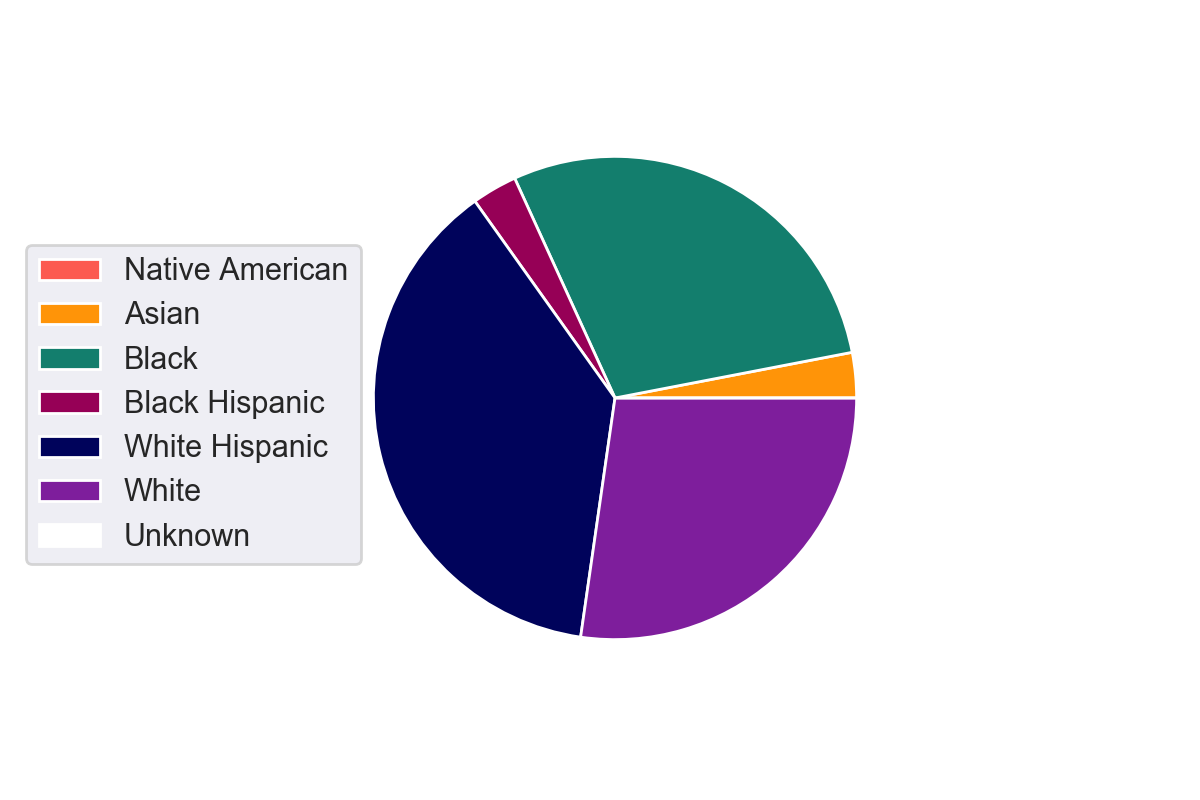 Native American
Asian
Black
Black Hispanic
White Hispanic
White
Unknown